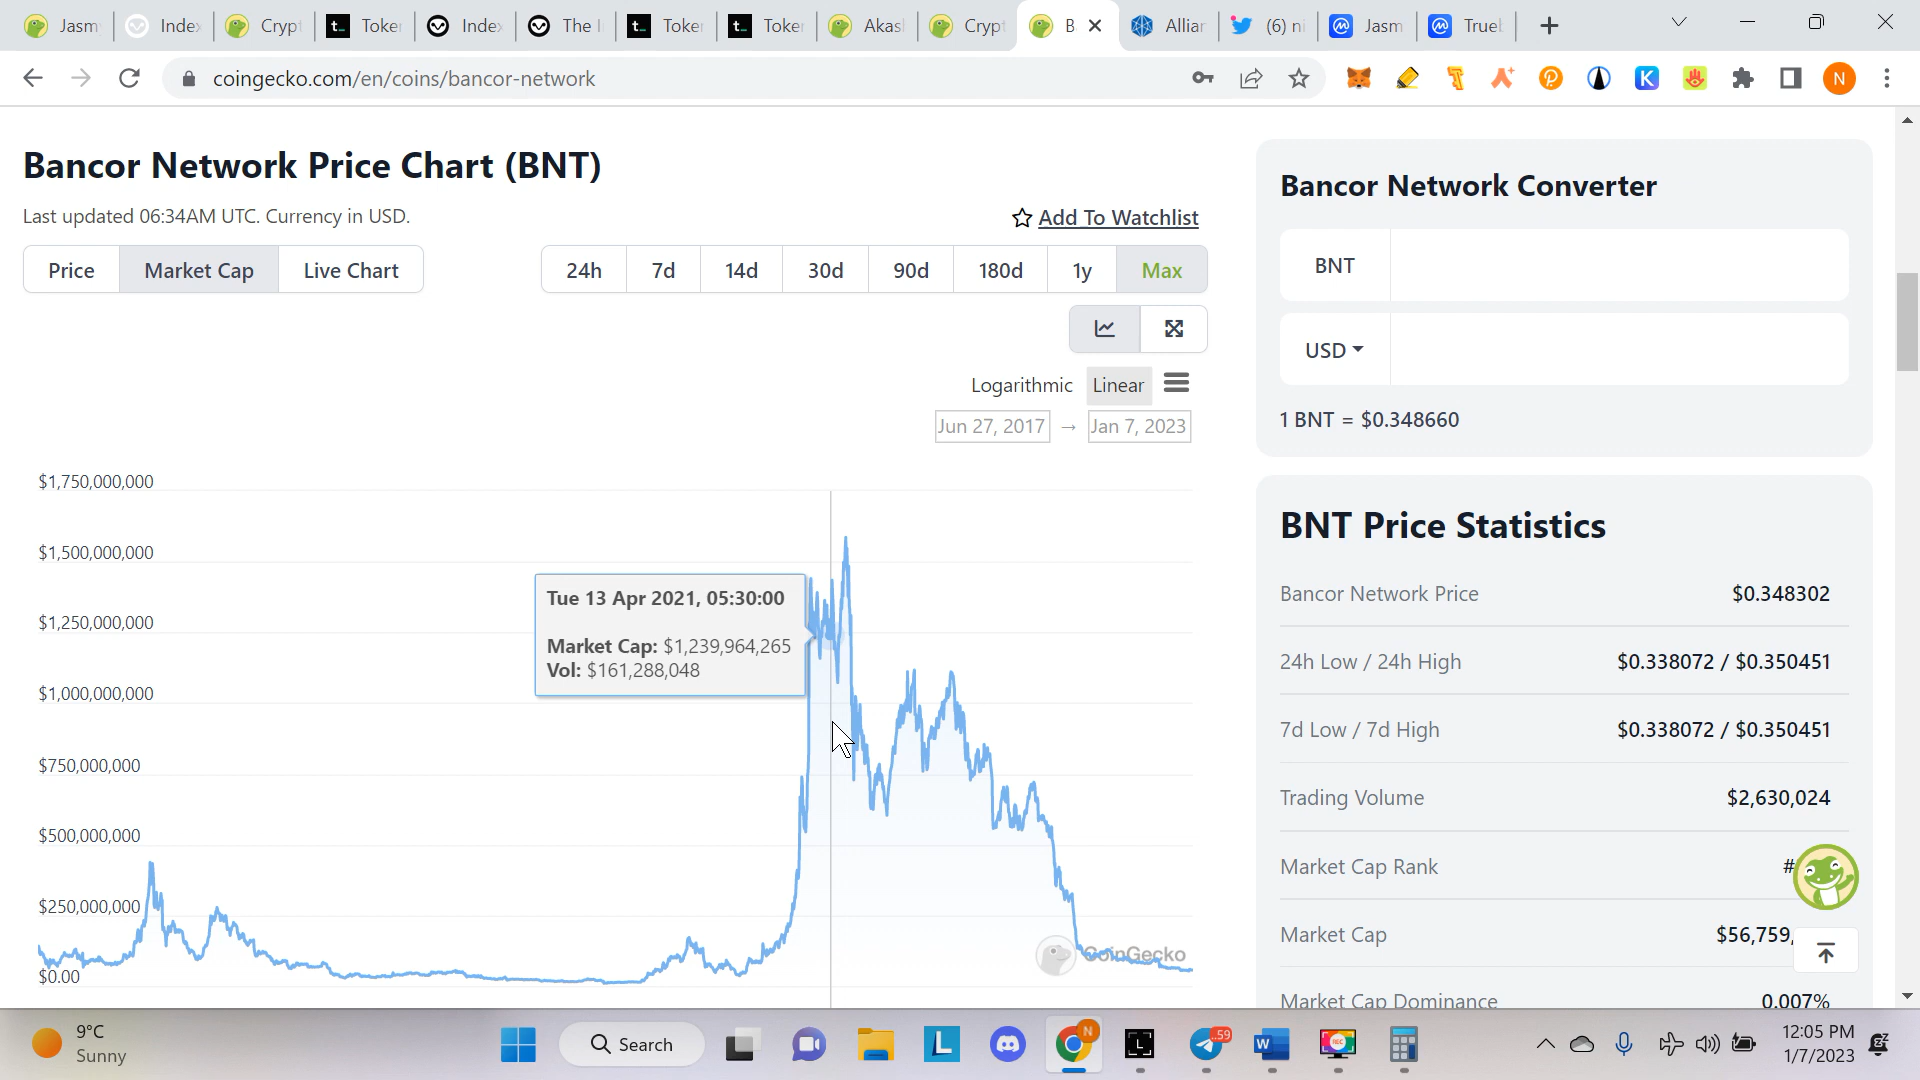 Jasm
Index
Crypt
Toker
Index
The I
Toker
Toker
Akas
Crypt
B
Alliar
(6) ni
Jasm
Trueb
coingecko.com/en/coins/bancor-network
N
Bancor Network Price Chart (BNT)
Last updated 06:34AM UTC. Currency in USD.
Add To Watchlist
Price
Market Cap
Live Chart
24h
7d
14d
30d
90d
180d
1y
Max
Logarithmic
Linear
Jun 27, 2017 → Jan 7, 2023
$1,750,000,000
$1,500,000,000
$1,250,000,000
$1,000,000,000
$750,000,000
$500,000,000
$250,000,000
$0.00
Tue 13 Apr 2021, 05:30:00
Market Cap: $1,239,964,265
Vol: $161,288,048
CoinGecko
Bancor Network Converter
BNT
USD
1 BNT = $0.348660
BNT Price Statistics
Bancor Network Price $0.348302
24h Low / 24h High $0.338072 / $0.350451
7d Low / 7d High $0.338072 / $0.350451
Trading Volume $2,630,024
Market Cap Rank #
Market Cap $56,759,
Market Cap Dominance 0.007%
9°C
Sunny
Search
59
12:05 PM
1/7/2023